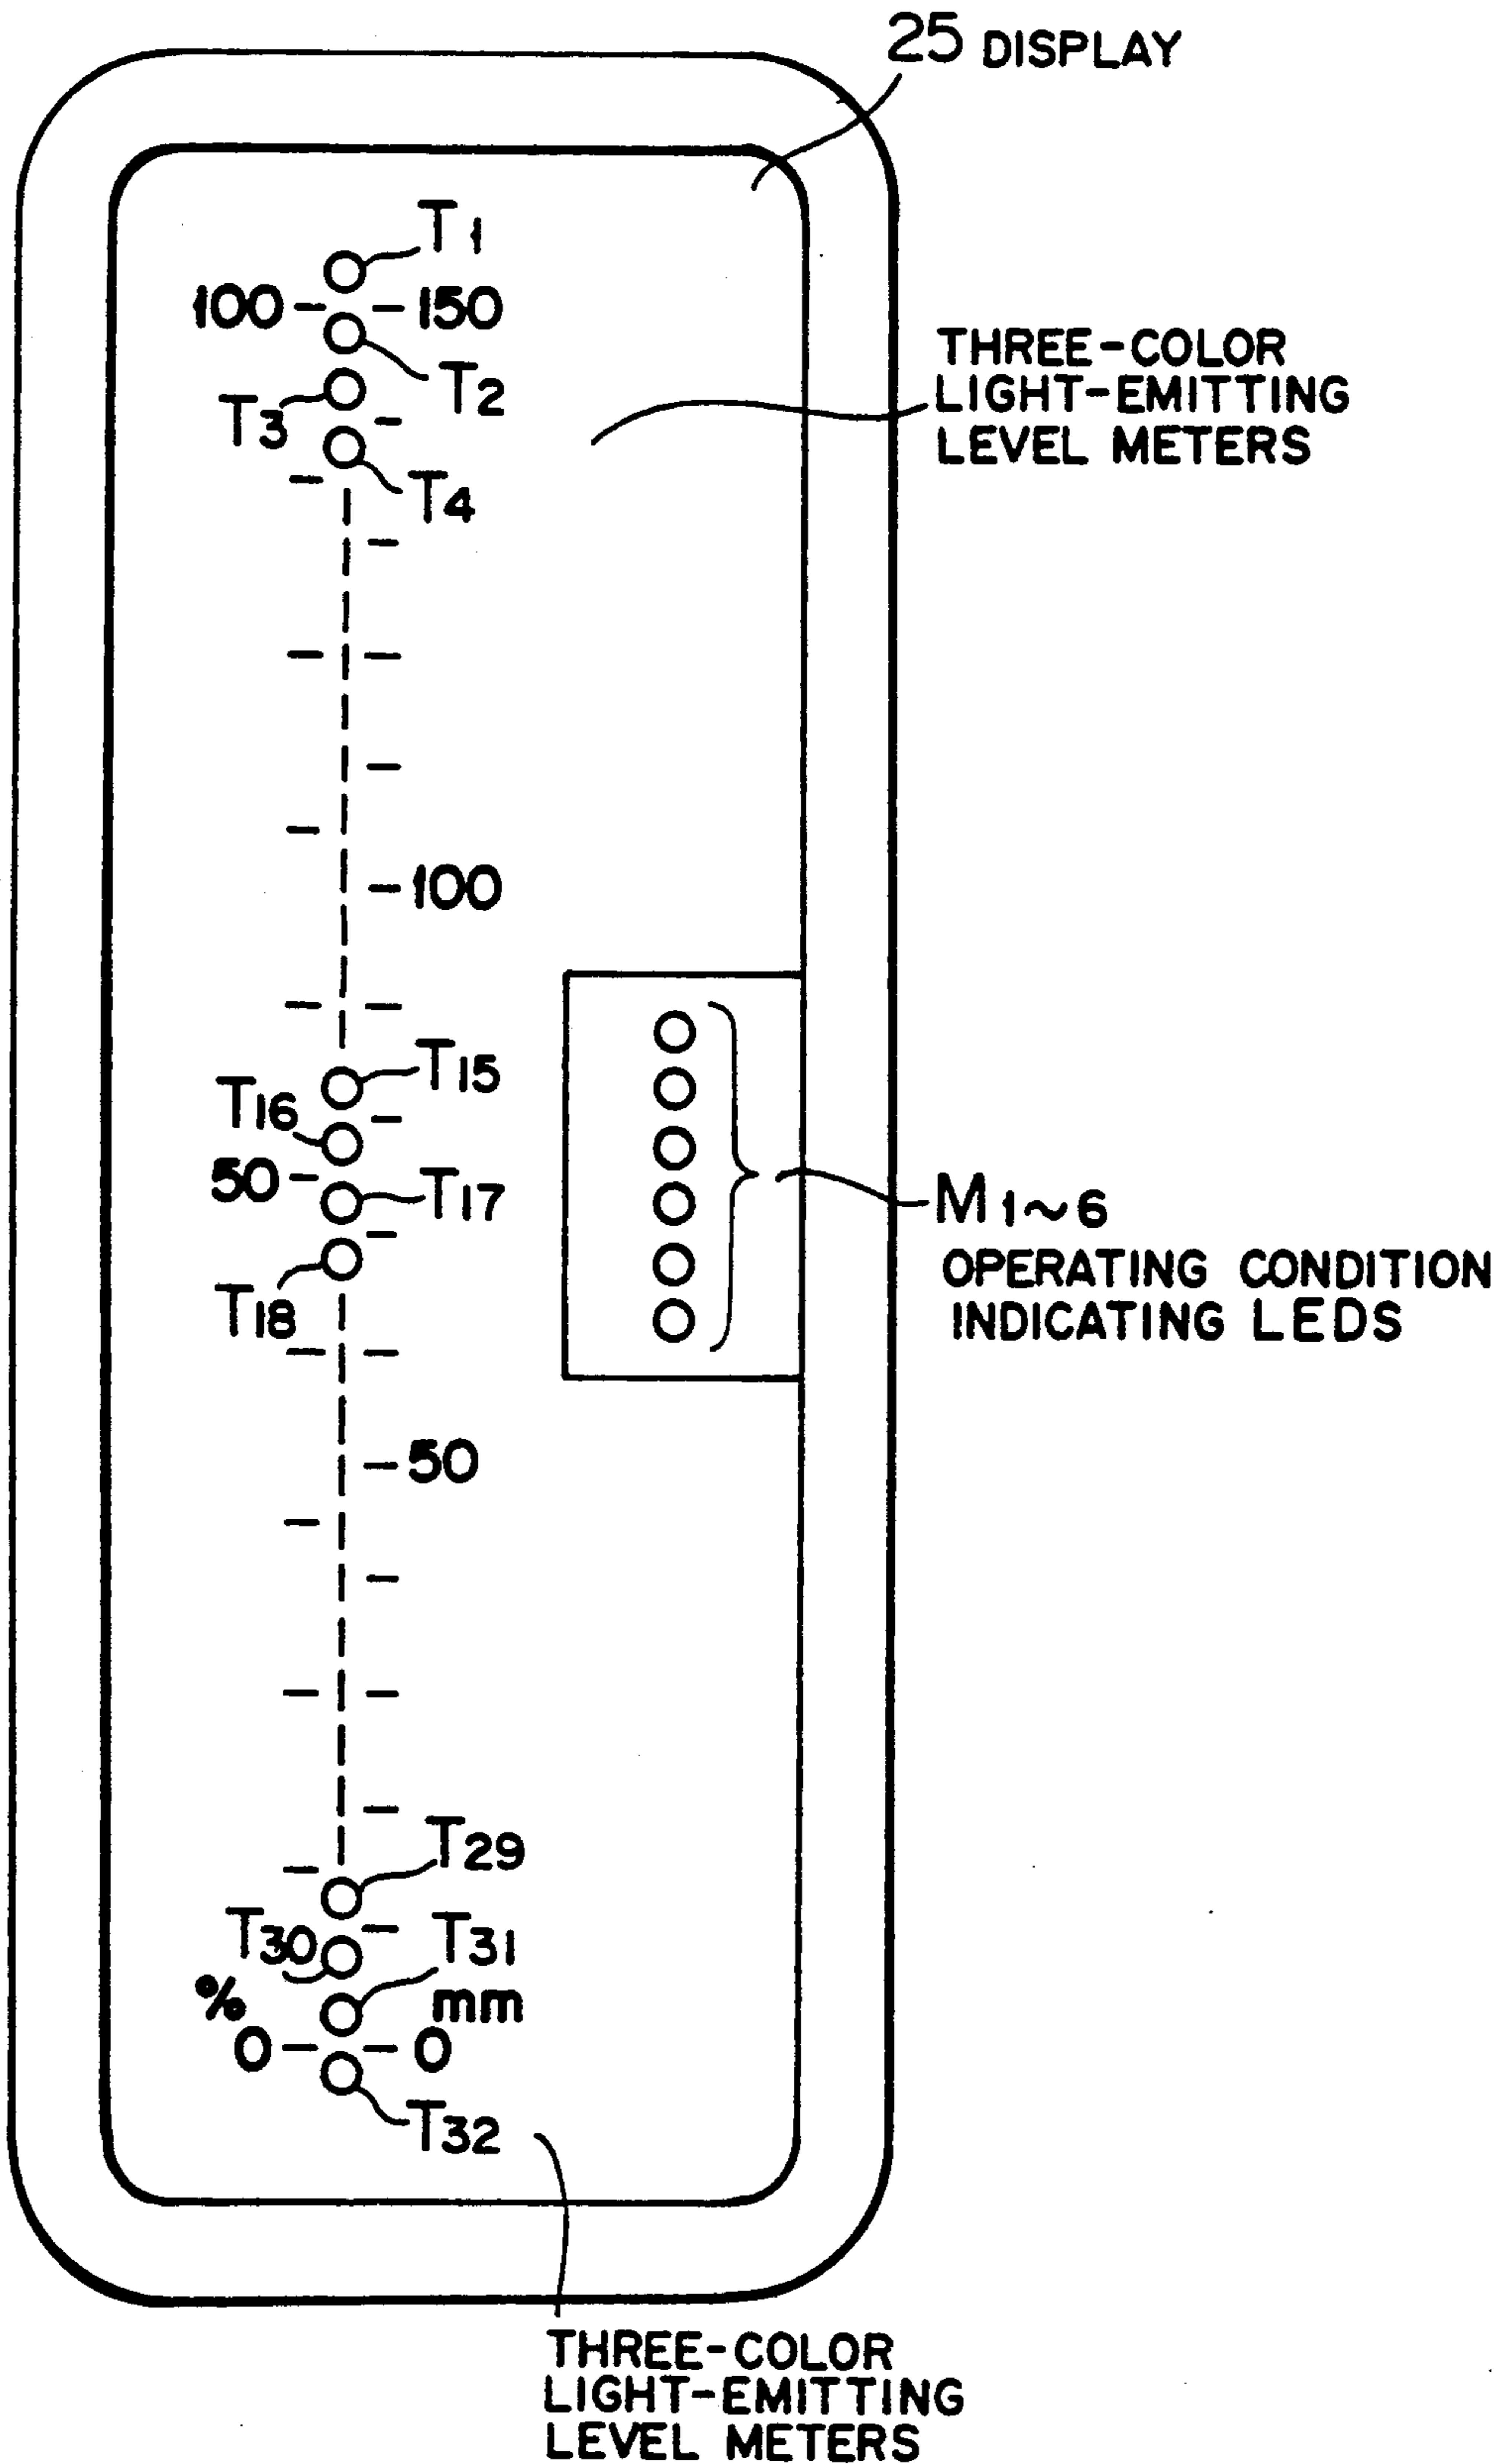 25 DISPLAY
T1
100 150
T2
T3
THREE-COLOR
LIGHT-EMITTING
LEVEL METERS
T4
100
T15
T16
50 T17
M1~6
OPERATING CONDITION
INDICATING LEDS
T18
50
T29
T30 T31
% mm
0 0
T32
THREE-COLOR
LIGHT-EMITTING
LEVEL METERS